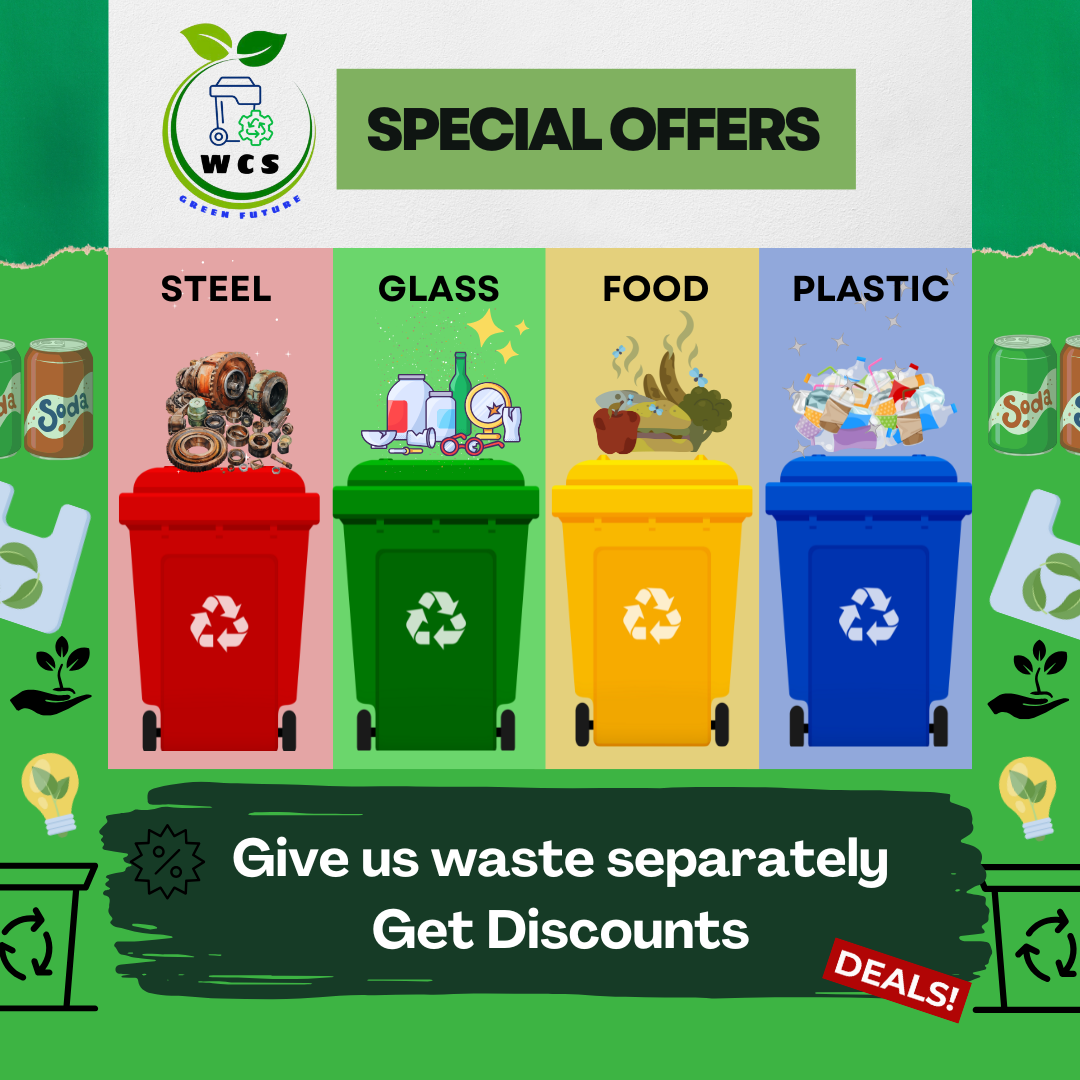 WCS
GREEN FUTURE
SPECIAL OFFERS
STEEL
GLASS
FOOD
PLASTIC
Soda
Soda
%
Give us waste separately
Get Discounts
DEALS!